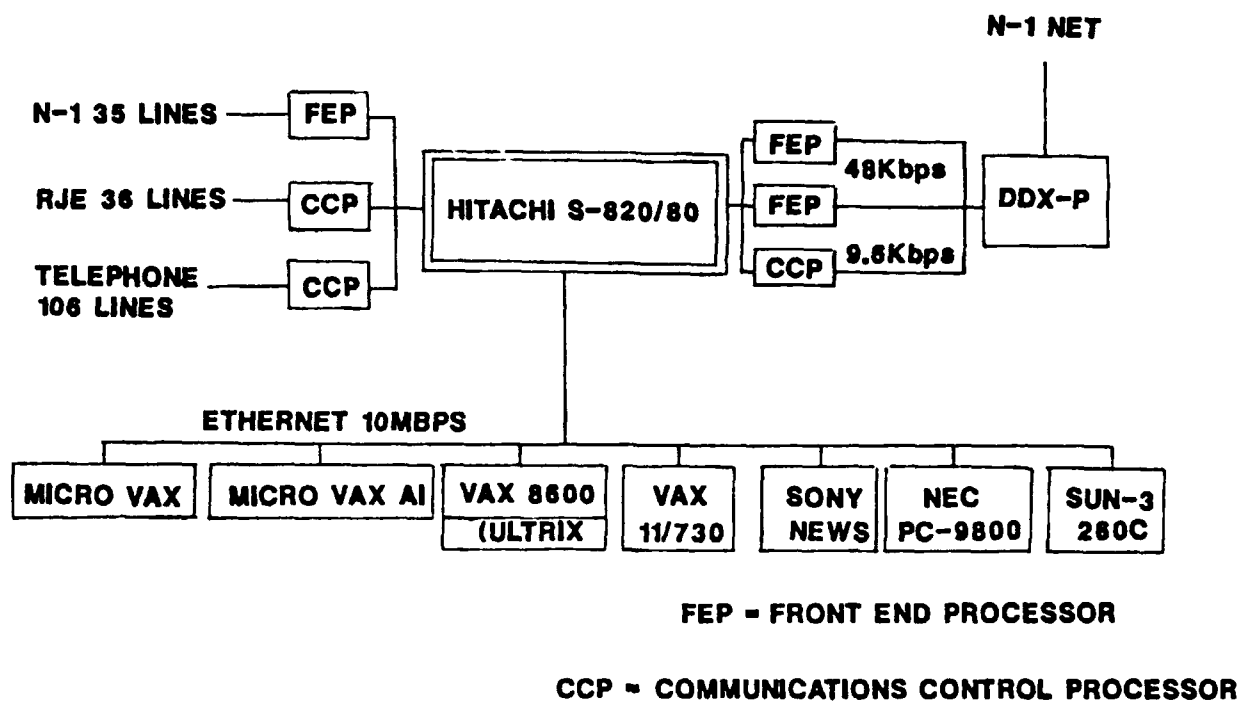 N-1 NET
N-1 35 LINES
FEP
RJE 36 LINES
CCP
TELEPHONE
106 LINES
CCP
HITACHI S-820/80
FEP
48Kbps
FEP
9.6Kbps
CCP
DDX-P
ETHERNET 10MBPS
MICRO VAX
MICRO VAX AI
VAX 8600
(ULTRIX
VAX
11/730
SONY
NEWS
NEC
PC-9800
SUN-3
260C
FEP = FRONT END PROCESSOR
CCP = COMMUNICATIONS CONTROL PROCESSOR